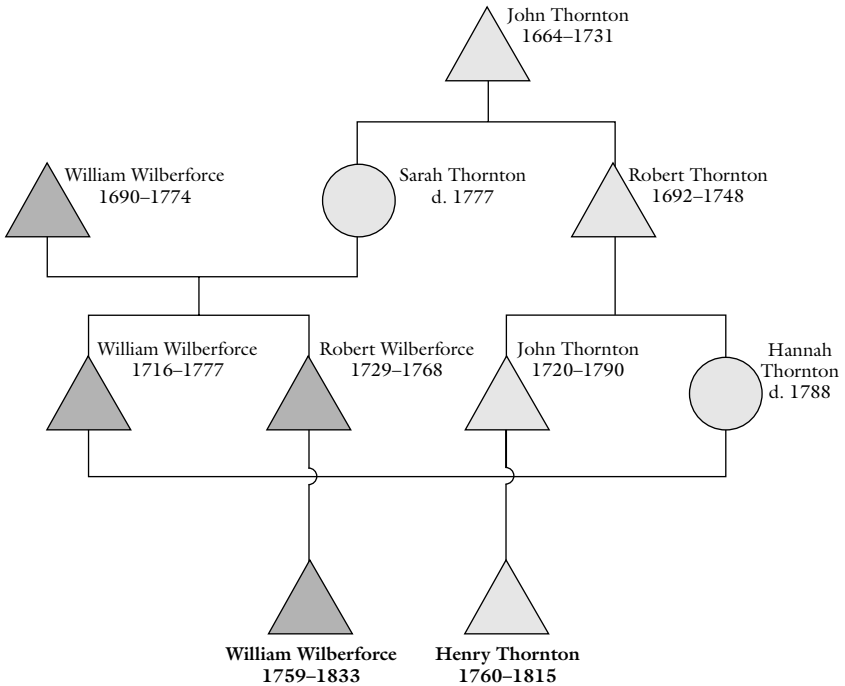 John Thornton
1664–1731
William Wilberforce
1690–1774
Sarah Thornton
d. 1777
Robert Thornton
1692–1748
William Wilberforce
1716–1777
Robert Wilberforce
1729–1768
John Thornton
1720–1790
Hannah
Thornton
d. 1788
William Wilberforce
1759–1833
Henry Thornton
1760–1815